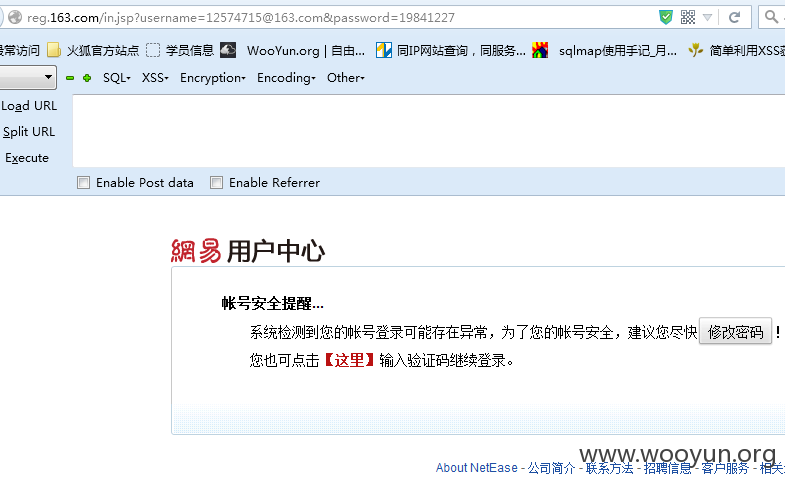 reg.163.com/in.jsp?username=12574715@163.com&password=19841227
最常访问 火狐官方站点 学员信息 WooYun.org | 自由... 同IP网站查询，同服务... sqlmap使用手记_月... 简单利用XSS获
SQL XSS Encryption Encoding Other
Load URL
Split URL
Execute
Enable Post data Enable Referrer
網易 用户中心
帐号安全提醒...
系统检测到您的帐号登录可能存在异常，为了您的帐号安全，建议您尽快 修改密码 ！
您也可点击【这里】输入验证码继续登录。
www.wooyun.org
About NetEase - 公司简介 - 联系方法 - 招聘信息 - 客户服务 - 相关